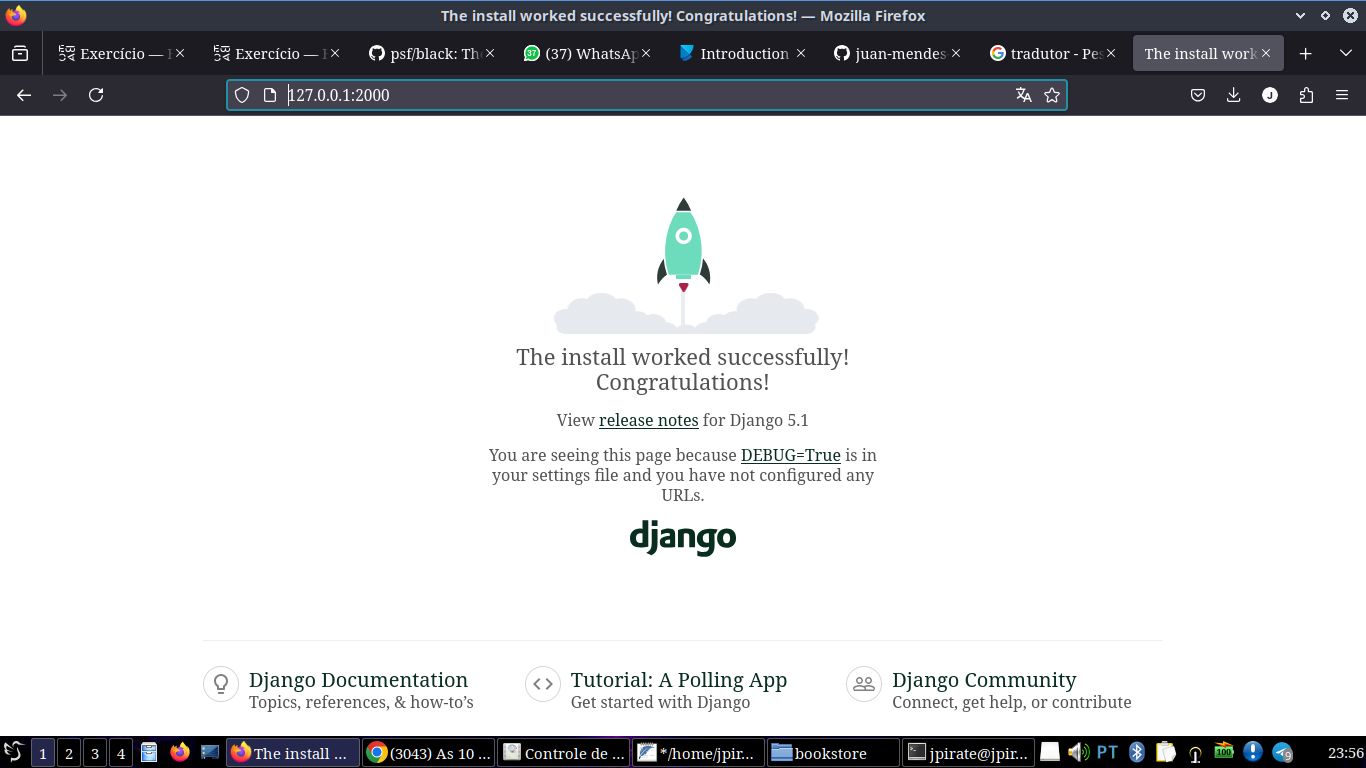 The install worked successfully! Congratulations! — Mozilla Firefox
Exercício — psf/black: Th (37) WhatsAp Introduction juan-mendes- tradutor - Pes The install work
127.0.0.1:2000
The install worked successfully!
Congratulations!
View release notes for Django 5.1
You are seeing this page because DEBUG=True is in
your settings file and you have not configured any
URLs.
django
Django Documentation Tutorial: A Polling App Django Community
Topics, references, & how-to’s Get started with Django Connect, get help, or contribute
1 2 3 4 The install ... (3043) As 10 ... Controle de ... */home/jpir... bookstore jpirate@jpir... PT 100 9 23:56